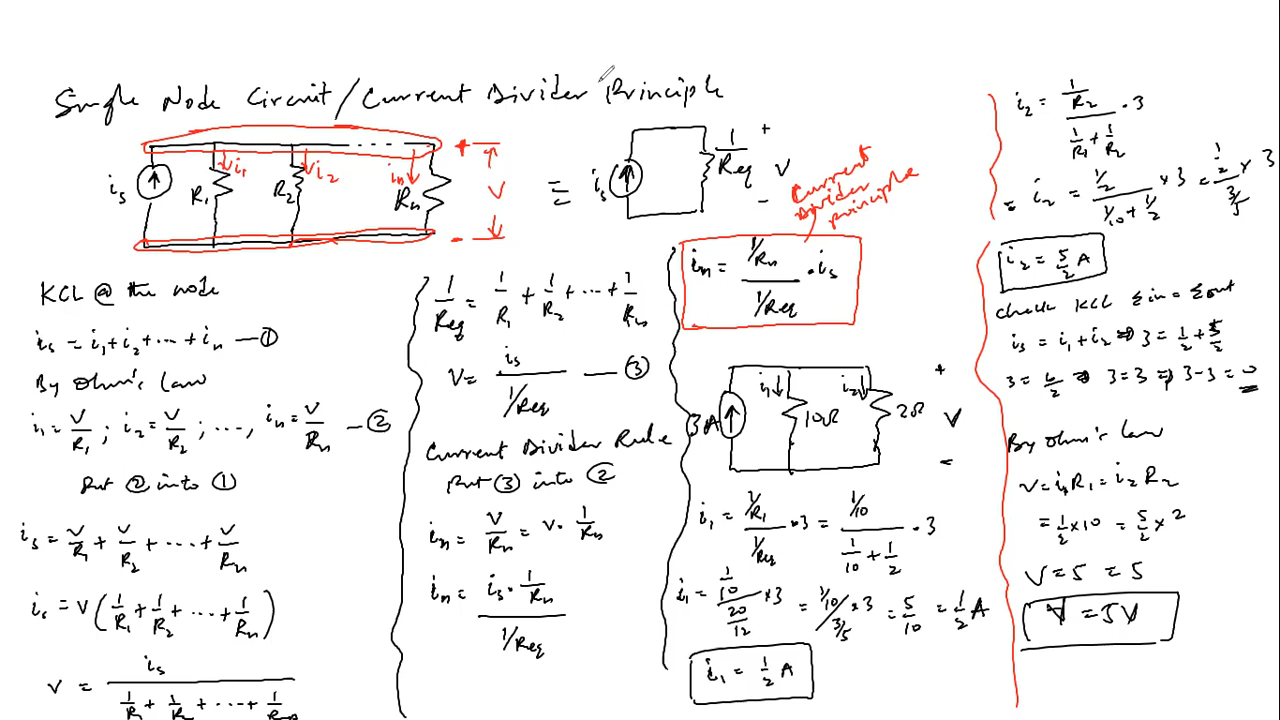 Single Node Circuit / Current Divider Principle
is R1 i1 R2 i2 in Rn + V -
= is 1/Req + V -
KCL @ the node
is = i1 + i2 + ... + in — ①
By Ohm's law
i1 = V/R1 ; i2 = V/R2 ; ..., in = V/Rn — ②
Put ② into ①
is = V/R1 + V/R2 + ... + V/Rn
is = V(1/R1 + 1/R2 + ... + 1/Rn)
V = is/(1/R1 + 1/R2 + ... + 1/Rn)
1/Req = 1/R1 + 1/R2 + ... + 1/Rn
V = is/(1/Req) — ③
Current Divider Rule
Put ③ into ②
in = V/Rn = V · 1/Rn
in = (is · 1/Rn)/(1/Req)
Current
Divider
Principle
in = (1/Rn)/(1/Req) · is
3A i1 10Ω i2 2Ω + V -
i1 = (1/R1)/(1/Req) · 3 = (1/10)/(1/10 + 1/2) · 3
i1 = (1/10)/(20/12) × 3 = (1/10)/(3/5) × 3 = 5/10 = 1/2 A
i1 = 1/2 A
i2 = (1/R2)/(1/R1 + 1/R2) · 3
= i2 = (1/2)/(1/10 + 1/2) × 3 = (1/2)/(3/5) × 3
i2 = 5/2 A
Check KCL Σin = Σout
is = i1 + i2 ⇒ 3 = 1/2 + 5/2
3 = 6/2 ⇒ 3 = 3 ⇒ 3 - 3 = 0
By Ohm's law
V = i1R1 = i2R2
= 1/2 × 10 = 5/2 × 2
V = 5 = 5
V = 5V